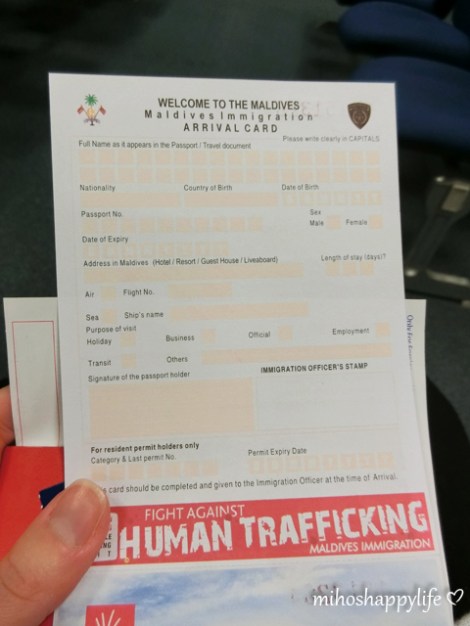 WELCOME TO THE MALDIVES
Maldives Immigration
ARRIVAL CARD
Please write clearly in CAPITALS
Full Name as it appears in the Passport / Travel document
Nationality Country of Birth Date of Birth
Passport No. Sex
Male Female
Date of Expiry
Address in Maldives (Hotel / Resort / Guest House / Liveaboard) Length of stay (days)?
Air Flight No.
Sea Ship's name
Purpose of visit
Holiday Business Official Employment
Transit Others
Signature of the passport holder IMMIGRATION OFFICER'S STAMP
For resident permit holders only
Category & Last permit No. Permit Expiry Date
card should be completed and given to the Immigration Officer at the time of Arrival.
FIGHT AGAINST
HUMAN TRAFFICKING
MALDIVES IMMIGRATION
mihoshappylife ♡